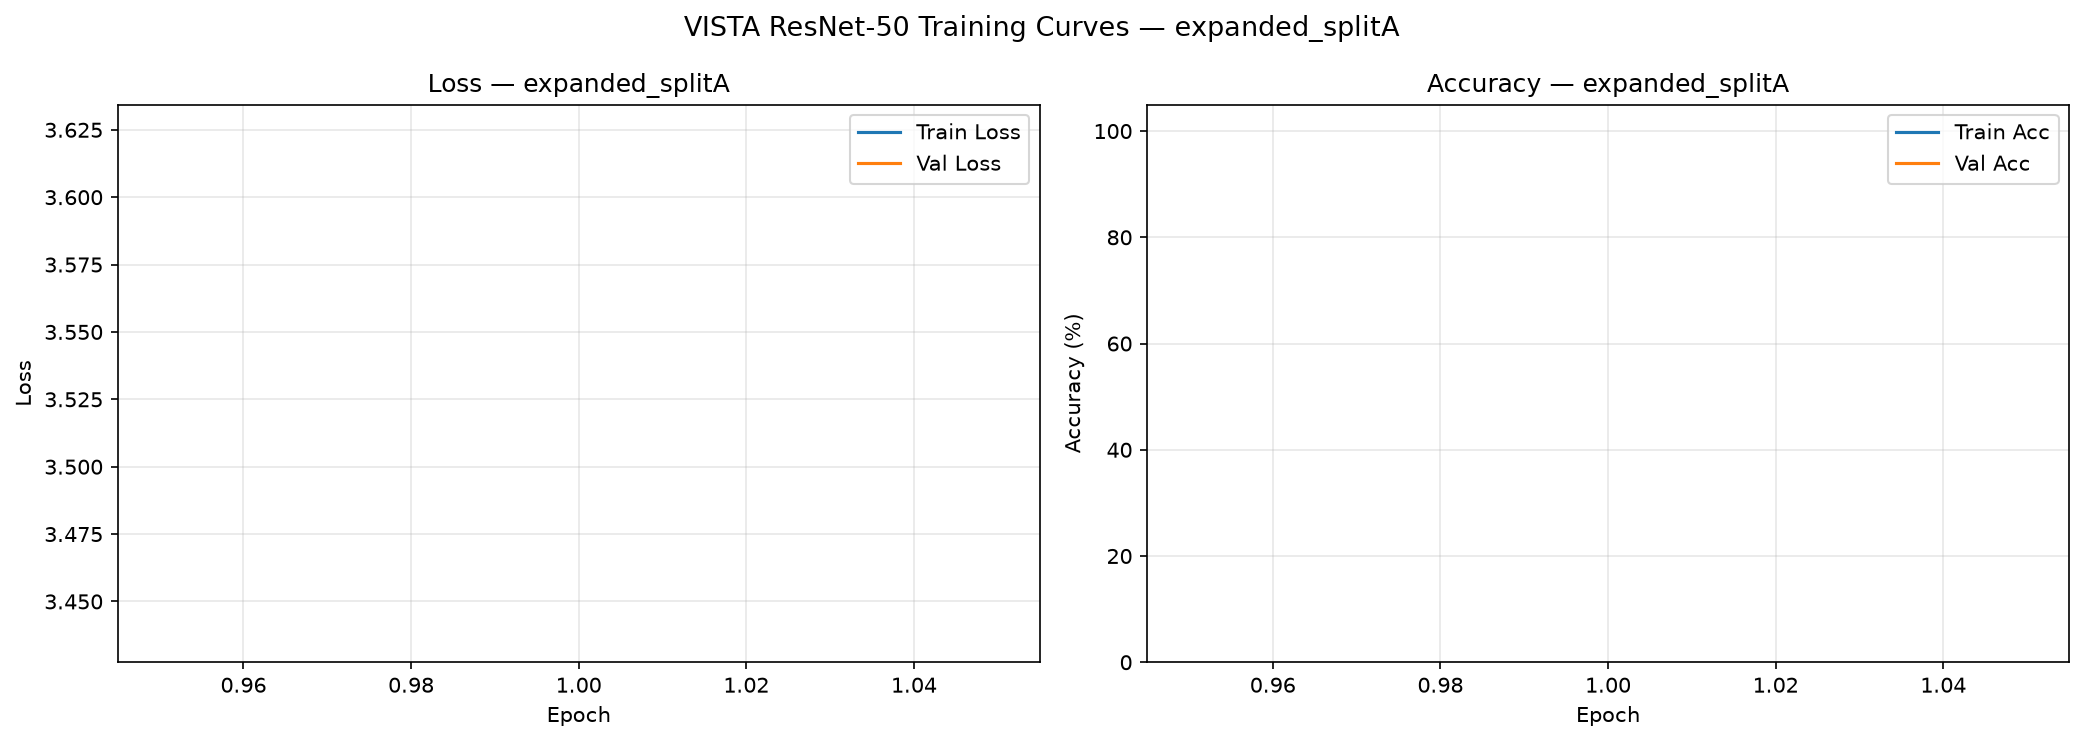 VISTA ResNet-50 Training Curves — expanded_splitA
Loss — expanded_splitA
3.625
3.600
3.575
3.550
3.525
3.500
3.475
3.450
Loss
Train Loss
Val Loss
0.96 0.98 1.00 1.02 1.04
Epoch
Accuracy — expanded_splitA
100
80
60
40
20
0
Accuracy (%)
Train Acc
Val Acc
0.96 0.98 1.00 1.02 1.04
Epoch